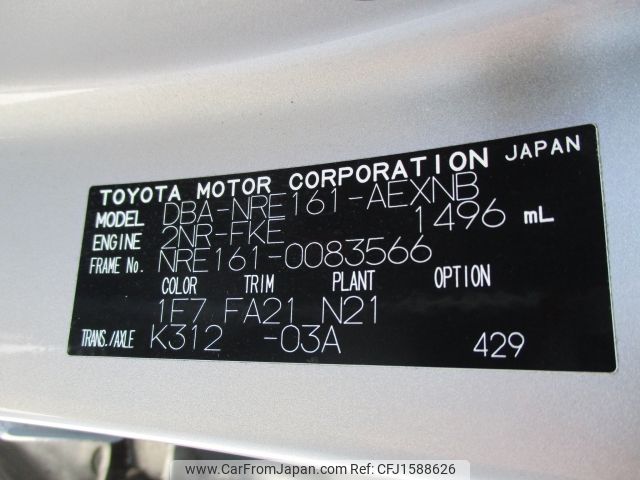 TOYOTA MOTOR CORPORATION JAPAN
MODEL DBA-NRE161-AEXNB
ENGINE 2NR-FKE 1496 mL
FRAME No. NRE161-0083566
COLOR TRIM PLANT OPTION
1E7 FA21 N21
TRANS./AXLE K312 -03A 429
www.CarFromJapan.com | Ref. CFJ1588626